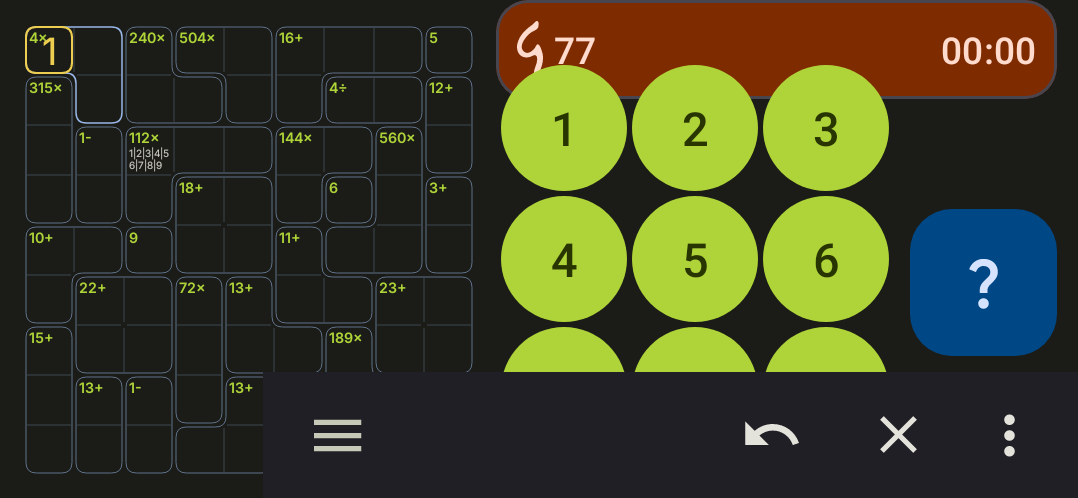 4× 1 240× 504× 16+ 5
315× 4÷ 12+
1- 112× 144× 560×
1|2|3|4|5
6|7|8|9
18+ 6 3+
10+ 9 11+
22+ 72× 13+ 23+
15+ 189×
13+ 1- 13+
77 00:00
1 2 3
4 5 6
?